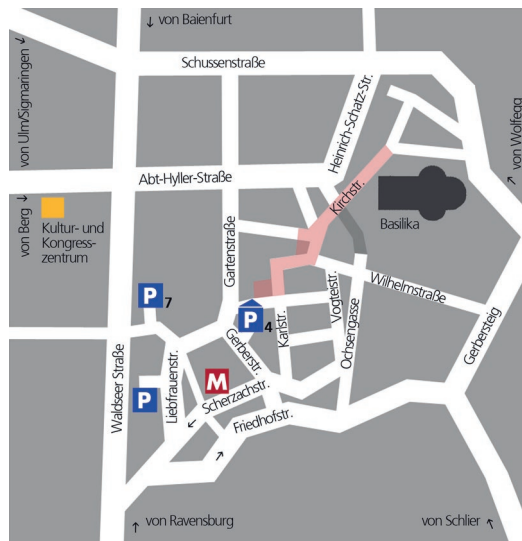 ↓ von Baienfurt
von Ulm/Sigmaringen
Schussenstraße
Heinrich-Schatz-Str.
von Wolfegg
Abt-Hyller-Straße
Kirchstr.
von Berg
Kultur- und
Kongress-
zentrum
Basilika
Gartenstraße
Wilhelmstraße
P 7
P 4
Vogteistr.
Ochsengasse
Karlstr.
Gerberstr.
Gerbersteig
Waldseer Straße
Liebfrauenstr.
M
P
Scherzachstr.
Friedhofstr.
↑ von Ravensburg
von Schlier